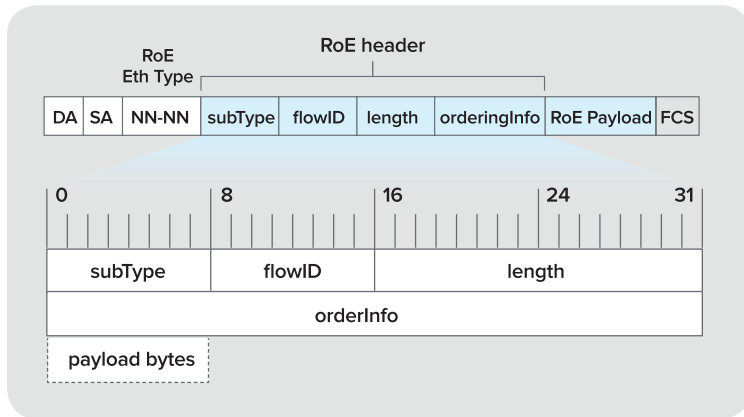 RoE header
RoE
Eth Type
DA SA NN-NN subType flowID length orderingInfo RoE Payload FCS
0 8 16 24 31
subType flowID length
orderInfo
payload bytes